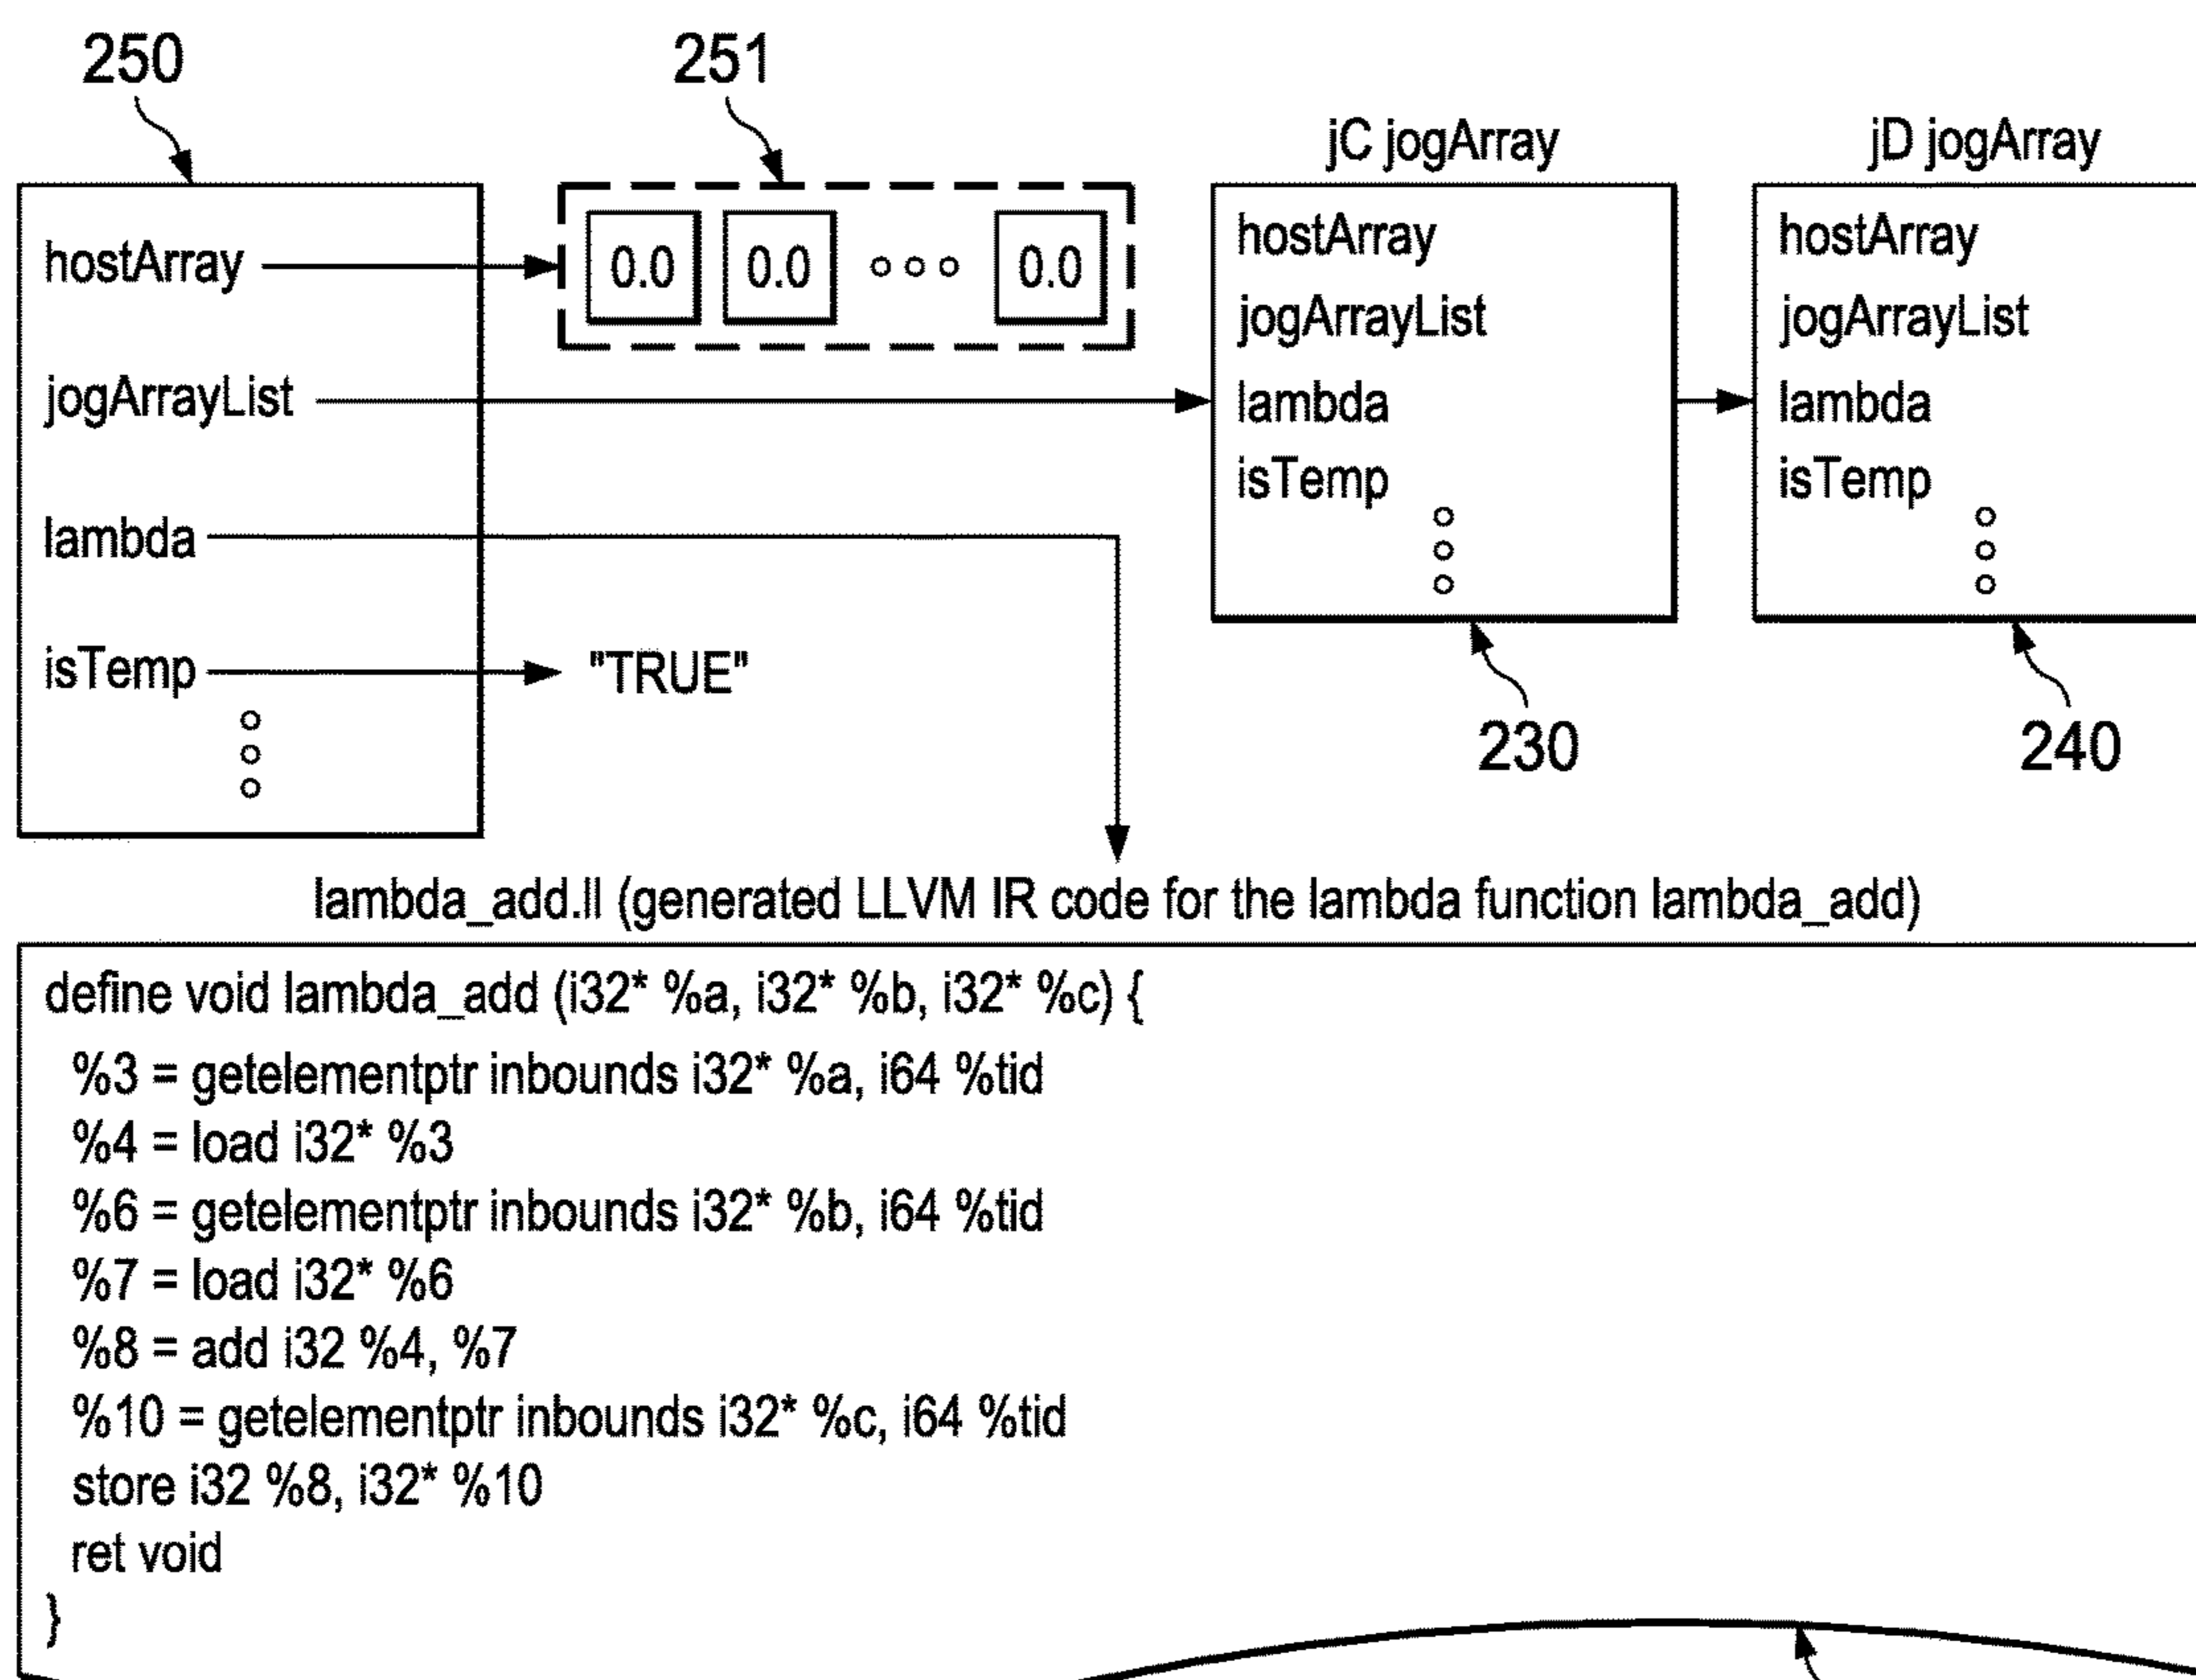 250
251
jC jogArray
jD jogArray
hostArray
0.0 0.0 0.0
jogArrayList
lambda
isTemp
"TRUE"
hostArray
jogArrayList
lambda
isTemp
230
hostArray
jogArrayList
lambda
isTemp
240
lambda_add.ll (generated LLVM IR code for the lambda function lambda_add)
define void lambda_add (i32* %a, i32* %b, i32* %c) {
%3 = getelementptr inbounds i32* %a, i64 %tid
%4 = load i32* %3
%6 = getelementptr inbounds i32* %b, i64 %tid
%7 = load i32* %6
%8 = add i32 %4, %7
%10 = getelementptr inbounds i32* %c, i64 %tid
store i32 %8, i32* %10
ret void
}